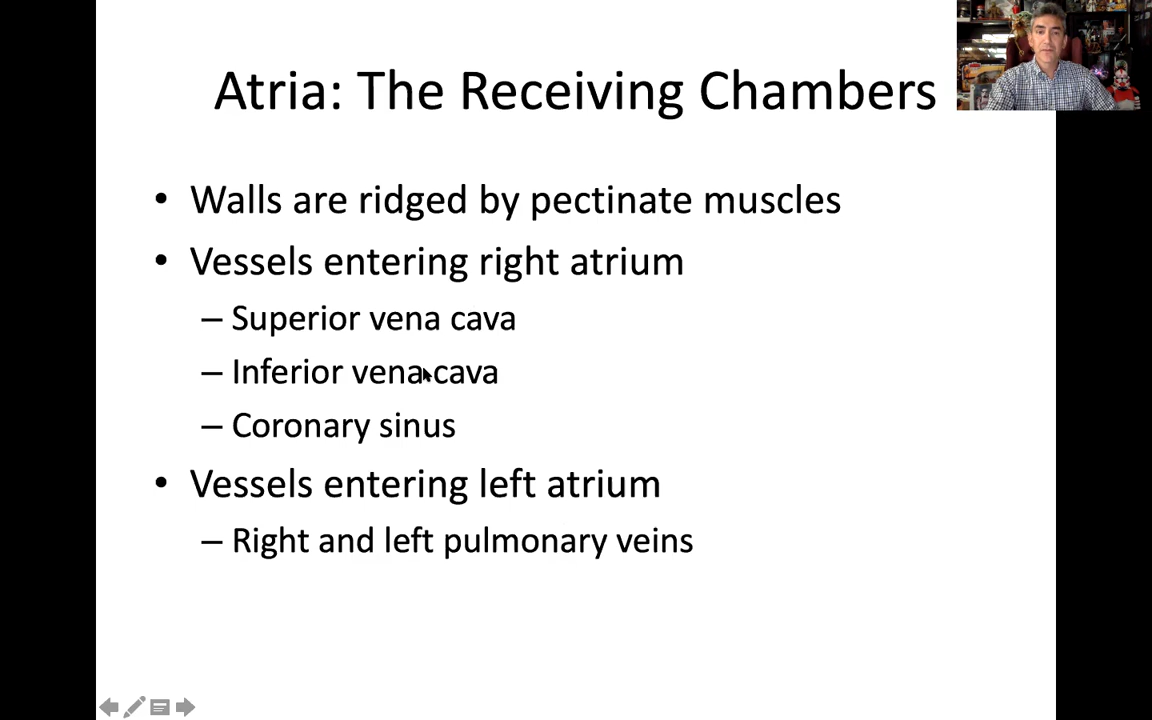 Atria: The Receiving Chambers
• Walls are ridged by pectinate muscles
• Vessels entering right atrium
– Superior vena cava
– Inferior vena cava
– Coronary sinus
• Vessels entering left atrium
– Right and left pulmonary veins